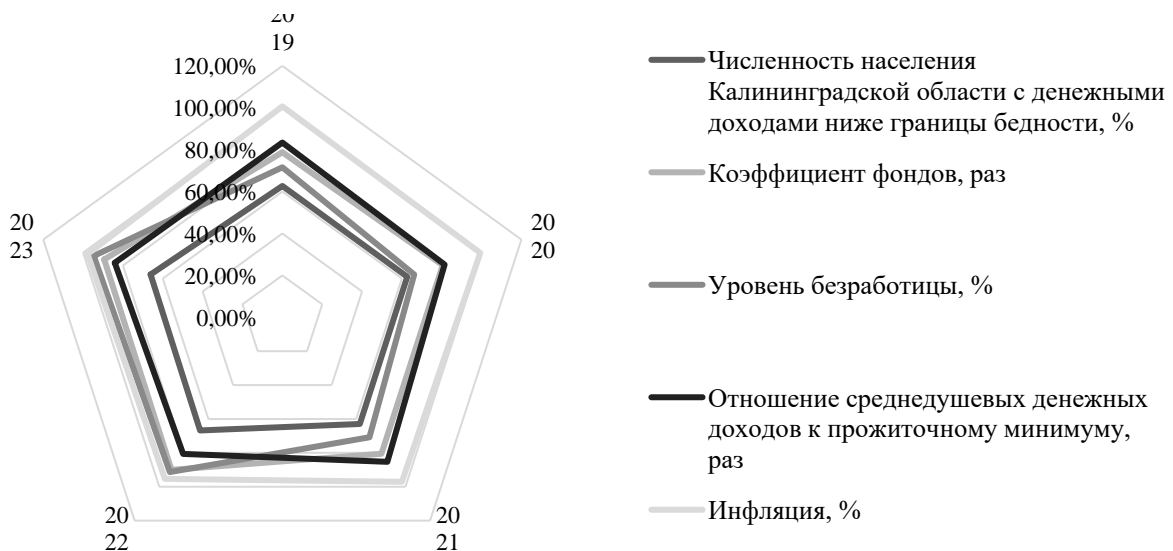 20
19
120,00%
100,00%
80,00%
60,00%
40,00%
20,00%
0,00%
20
20
20
21
20
22
20
23
Численность населения
Калининградской области с денежными
доходами ниже границы бедности, %
Коэффициент фондов, раз
Уровень безработицы, %
Отношение среднедушевых денежных
доходов к прожиточному минимуму,
раз
Инфляция, %